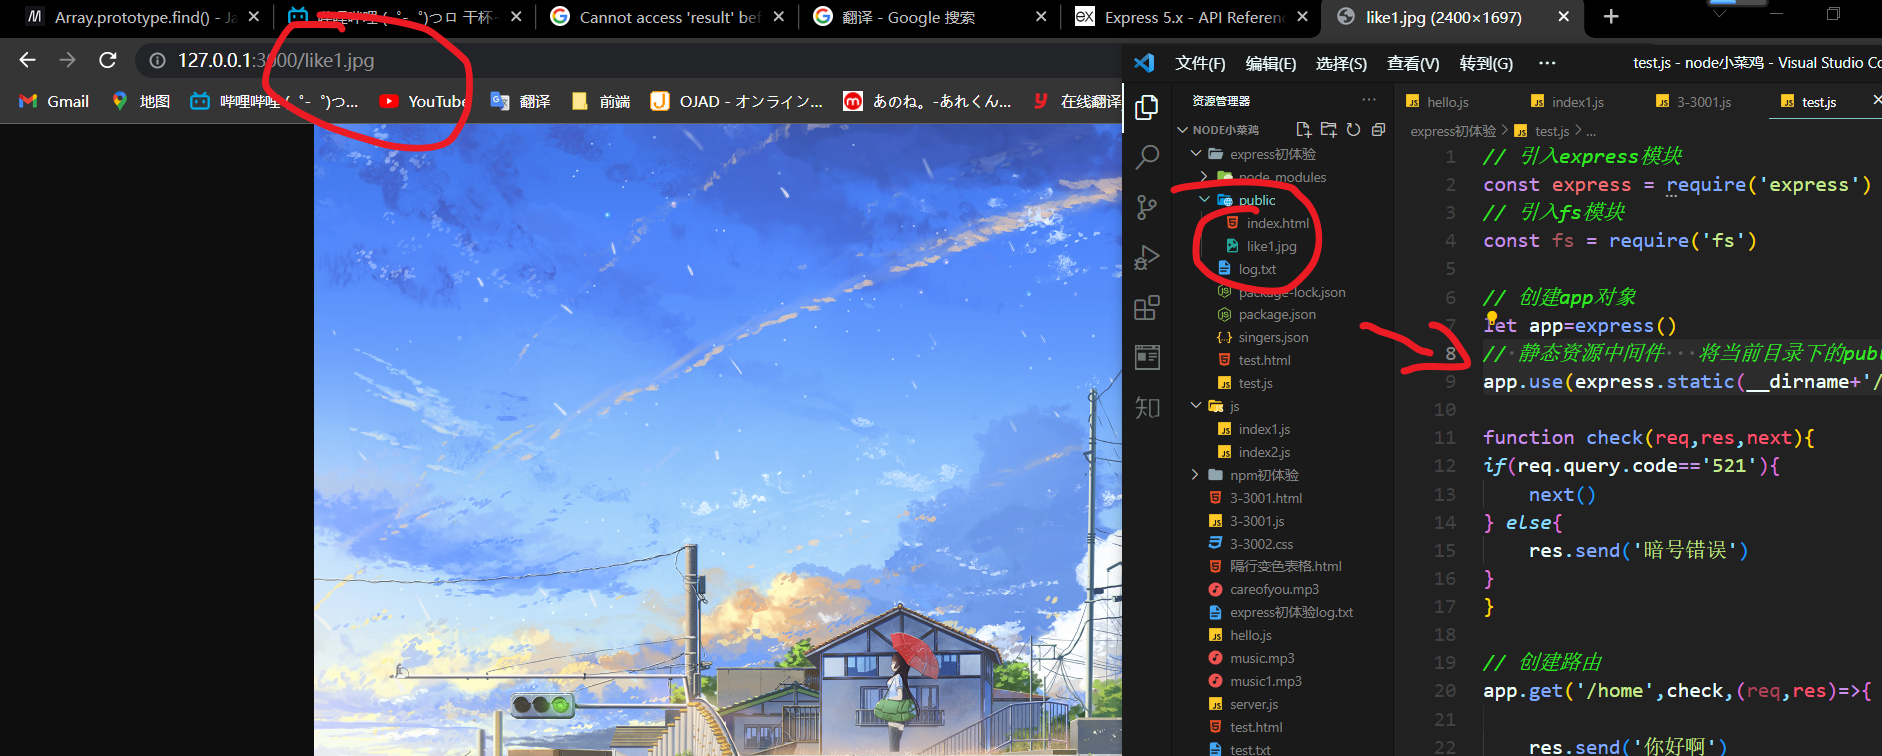 Array.prototype.find() - Ja
哔哩哔哩 (゜-゜)つロ 干杯~
Cannot access 'result' bef
翻译 - Google 搜索
Express 5.x - API Referenc
like1.jpg (2400×1697)
127.0.0.1:3000/like1.jpg
Gmail
地图
哔哩哔哩 (゜-゜)つ...
YouTube
翻译
前端
OJAD - オンライン...
あのね。-あれくん...
在线翻译
文件(F) 编辑(E) 选择(S) 查看(V) 转到(G) ···
test.js - node小菜鸡 - Visual Studio Co
资源管理器
NODE小菜鸡
express初体验
node_modules
public
index.html
like1.jpg
log.txt
package-lock.json
package.json
singers.json
test.html
test.js
js
index1.js
index2.js
npm初体验
3-3001.html
3-3001.js
3-3002.css
隔行变色表格.html
careofyou.mp3
express初体验log.txt
hello.js
music.mp3
music1.mp3
server.js
test.html
test.txt
知
hello.js
index1.js
3-3001.js
test.js
express初体验 > test.js > ...
1 // 引入express模块
2 const express = require('express')
3 // 引入fs模块
4 const fs = require('fs')
5
6 // 创建app对象
7 let app=express()
8 // 静态资源中间件 将当前目录下的publ
9 app.use(express.static(__dirname+'/
10
11 function check(req,res,next){
12 if(req.query.code=='521'){
13 next()
14 } else{
15 res.send('暗号错误')
16 }
17 }
18
19 // 创建路由
20 app.get('/home',check,(req,res)=>{
21
22 res.send('你好啊')